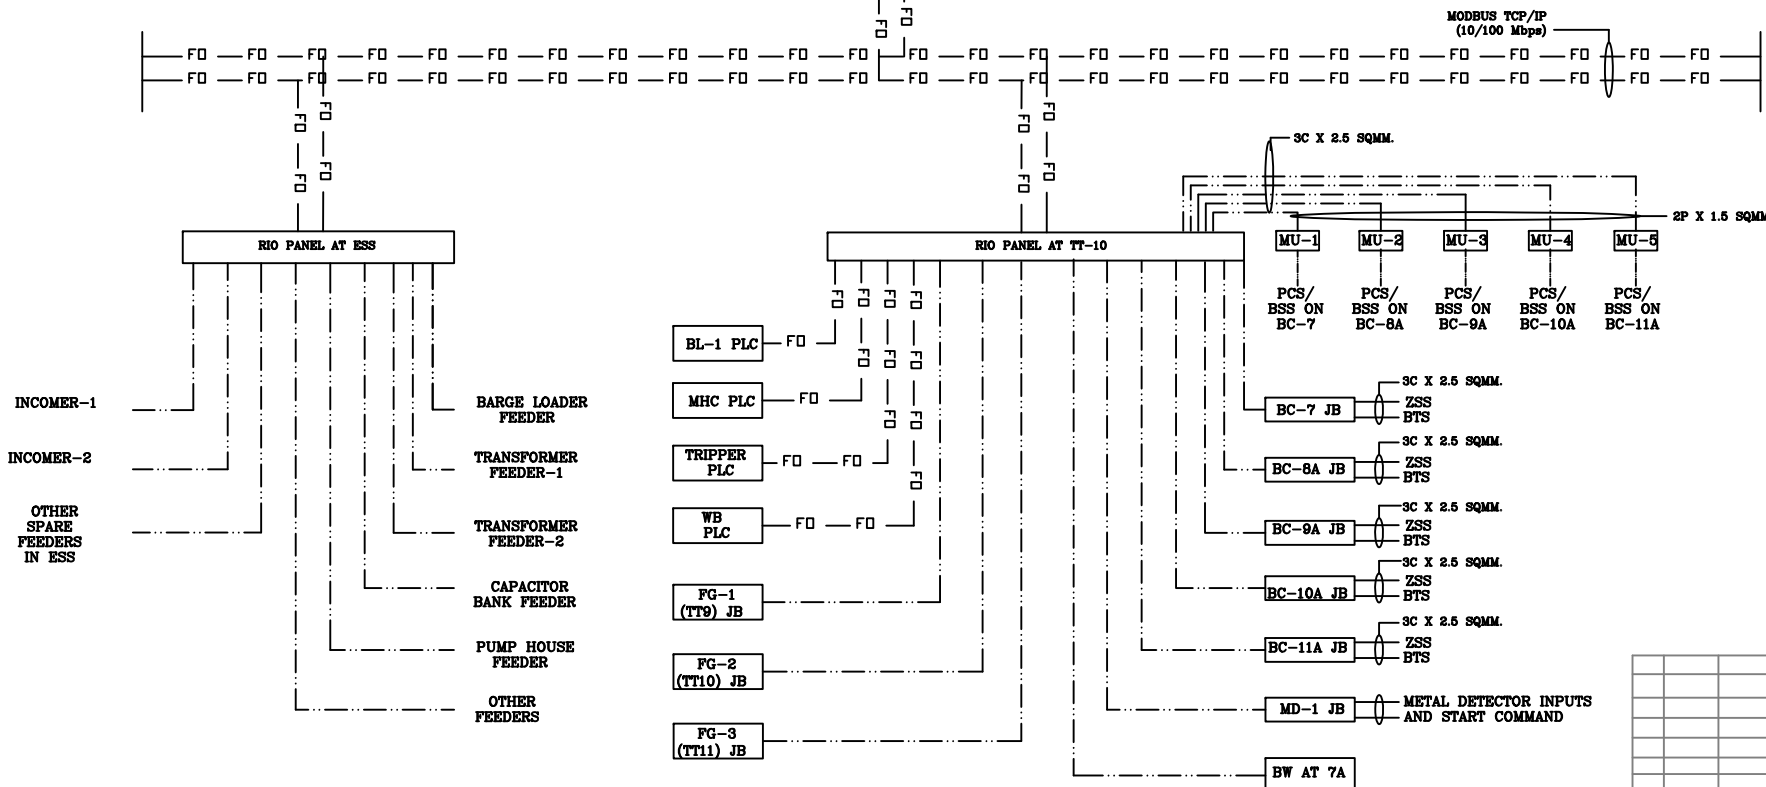 MODBUS TCP/IP
(10/100 Mbps)
FO FO FO FO FO FO FO FO FO FO FO FO FO FO FO FO FO FO FO FO FO FO FO FO FO FO
FO FO FO FO FO FO FO FO FO FO FO FO FO FO FO FO FO FO FO FO FO FO FO FO FO FO
FO
FO
FO
FO
FO
FO
FO
FO
FO
FO
3C X 2.5 SQMM.
2P X 1.5 SQMM
RIO PANEL AT ESS
RIO PANEL AT TT-10
MU-1
MU-2
MU-3
MU-4
MU-5
PCS/
BSS ON
BC-7
PCS/
BSS ON
BC-8A
PCS/
BSS ON
BC-9A
PCS/
BSS ON
BC-10A
PCS/
BSS ON
BC-11A
INCOMER-1
INCOMER-2
OTHER
SPARE
FEEDERS
IN ESS
BARGE LOADER
FEEDER
TRANSFORMER
FEEDER-1
TRANSFORMER
FEEDER-2
CAPACITOR
BANK FEEDER
PUMP HOUSE
FEEDER
OTHER
FEEDERS
FO
FO
FO
FO
FO
FO
FO
FO
FO
FO
FO
BL-1 PLC
FO
MHC PLC
FO
TRIPPER
PLC
FO FO
WB
PLC
FO FO
FG-1
(TT9) JB
FG-2
(TT10) JB
FG-3
(TT11) JB
3C X 2.5 SQMM.
BC-7 JB
ZSS
BTS
3C X 2.5 SQMM.
BC-8A JB
ZSS
BTS
3C X 2.5 SQMM.
BC-9A JB
ZSS
BTS
3C X 2.5 SQMM.
BC-10A JB
ZSS
BTS
3C X 2.5 SQMM.
BC-11A JB
ZSS
BTS
MD-1 JB
METAL DETECTOR INPUTS
AND START COMMAND
BW AT 7A